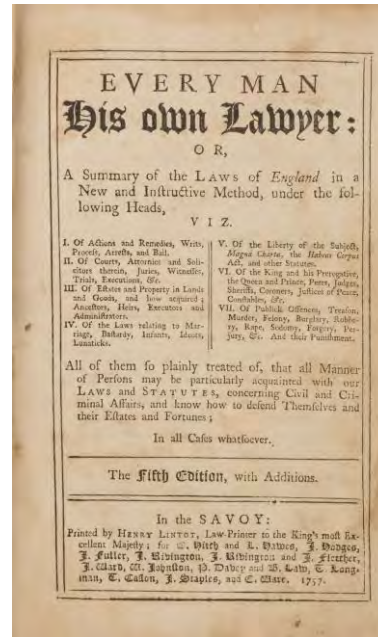 EVERY MAN
His own Lawyer:
OR,
A Summary of the LAWS of England in a
New and Instructive Method, under the fol-
lowing Heads,
VIZ.
I. Of Actions and Remedies, Writs,
Process, Arrests, and Bail.
II. Of Courts, Attornies and Soli-
citors therein, Juries, Witnesses,
Trials, Executions, &c.
III. Of Estates and Property in Lands
and Goods, and how acquired;
Ancestors, Heirs, Executors and
Administrators.
IV. Of the Laws relating to Mar-
riage, Bastardy, Infants, Ideots,
Lunaticks.
V. Of the Liberty of the Subject,
Magna Charta, the Habeas Corpus
Act, and other Statutes.
VI. Of the King and his Prerogative,
the Queen and Prince, Peers, Judges,
Sheriffs, Coroners, Justices of Peace,
Constables, &c.
VII. Of Publick Offences, Treason,
Murder, Felony, Burglary, Robbe-
ry, Rape, Sodomy, Forgery, Per-
jury, &c. And their Punishment.
All of them so plainly treated of, that all Manner
of Persons may be particularly acquainted with our
LAWS and STATUTES, concerning Civil and Cri-
minal Affairs, and know how to defend Themselves and
their Estates and Fortunes;
In all Cases whatsoever.
The Fifth Edition, with Additions.
In the SAVOY:
Printed by HENRY LINTOT, Law-Printer to the King's most Ex-
cellent Majesty; for C. Hitch and L. Hawes, J. Hodges,
J. Fuller, J. Rivington, J. Rivington and J. Fletcher,
J. Ward, W. Johnston, P. Davey and B. Law, T. Long-
man, T. Caslon, J. Staples, and C. Ware. 1757.